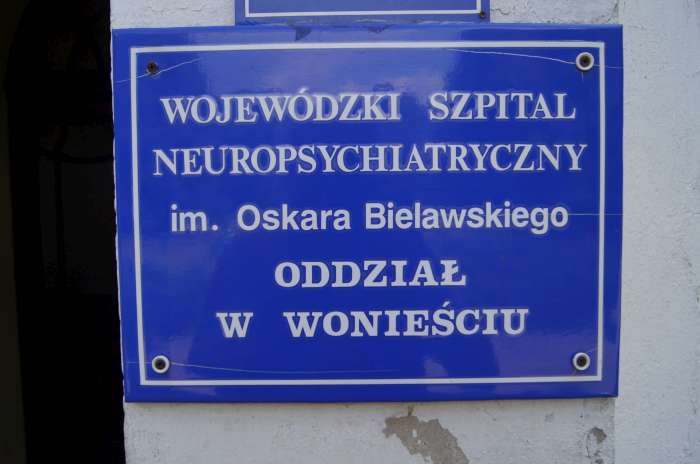 WOJEWÓDZKI SZPITAL
NEUROPSYCHIATRYCZNY
im. Oskara Bielawskiego
ODDZIAŁ
W WONIEŚCIU